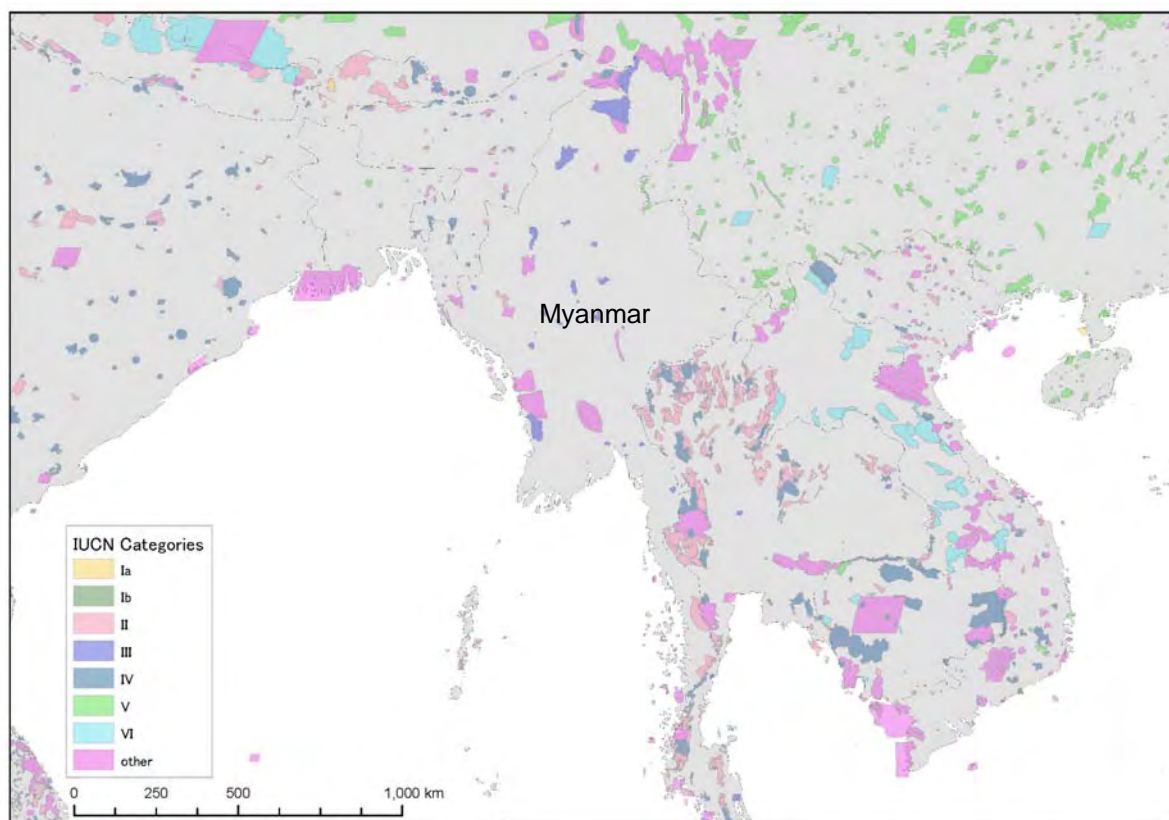 Myanmar
IUCN Categories
Ia
Ib
II
III
IV
V
VI
other
0 250 500 1,000 km